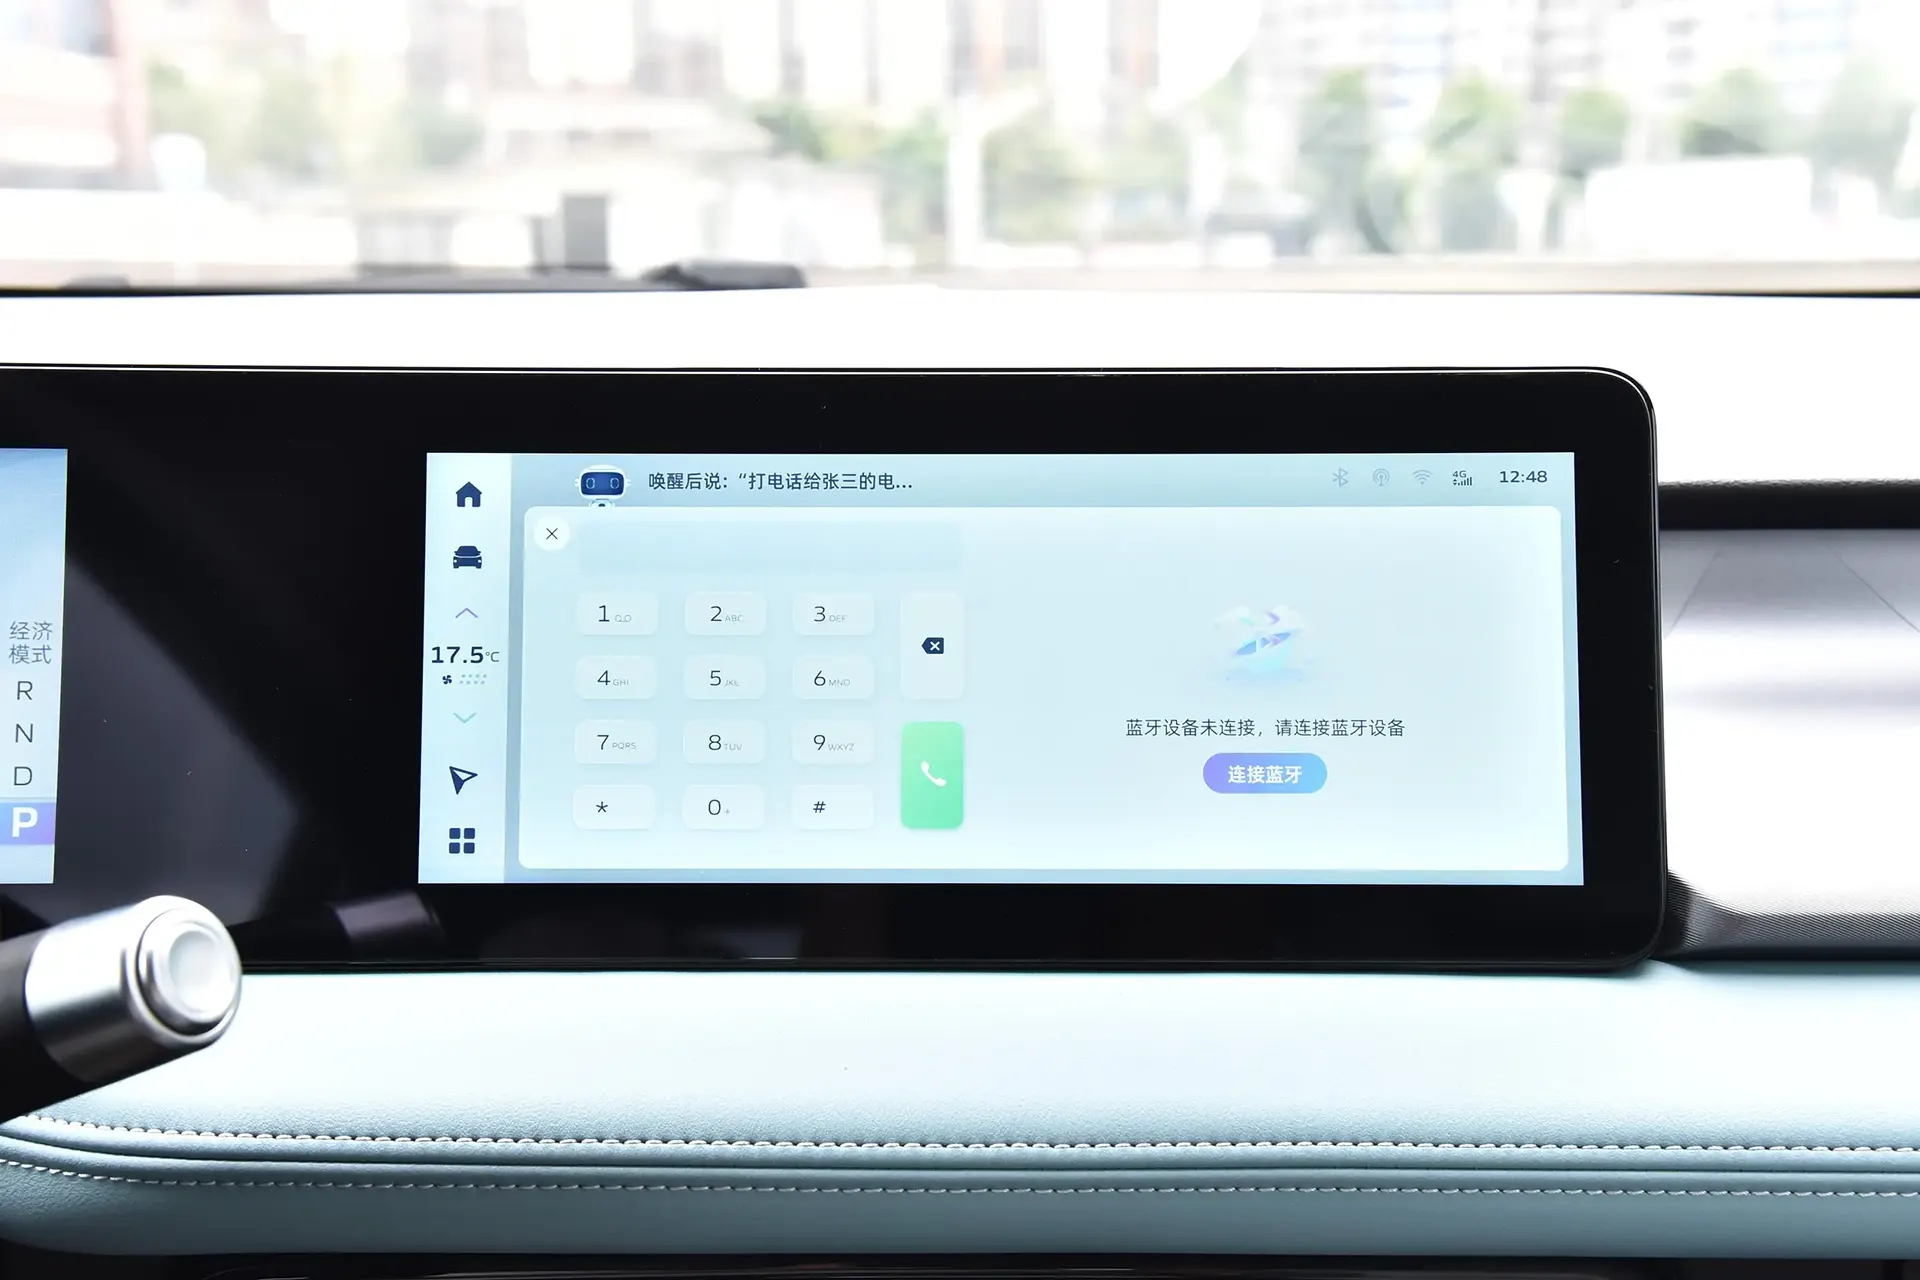 经济
模式
R
N
D
P
唤醒后说：“打电话给张三的电...
4G
12:48
17.5°C
1
2 ABC
3 DEF
4 GHI
5 JKL
6 MNO
7 PQRS
8 TUV
9 WXYZ
*
0 +
#
蓝牙设备未连接，请连接蓝牙设备
连接蓝牙